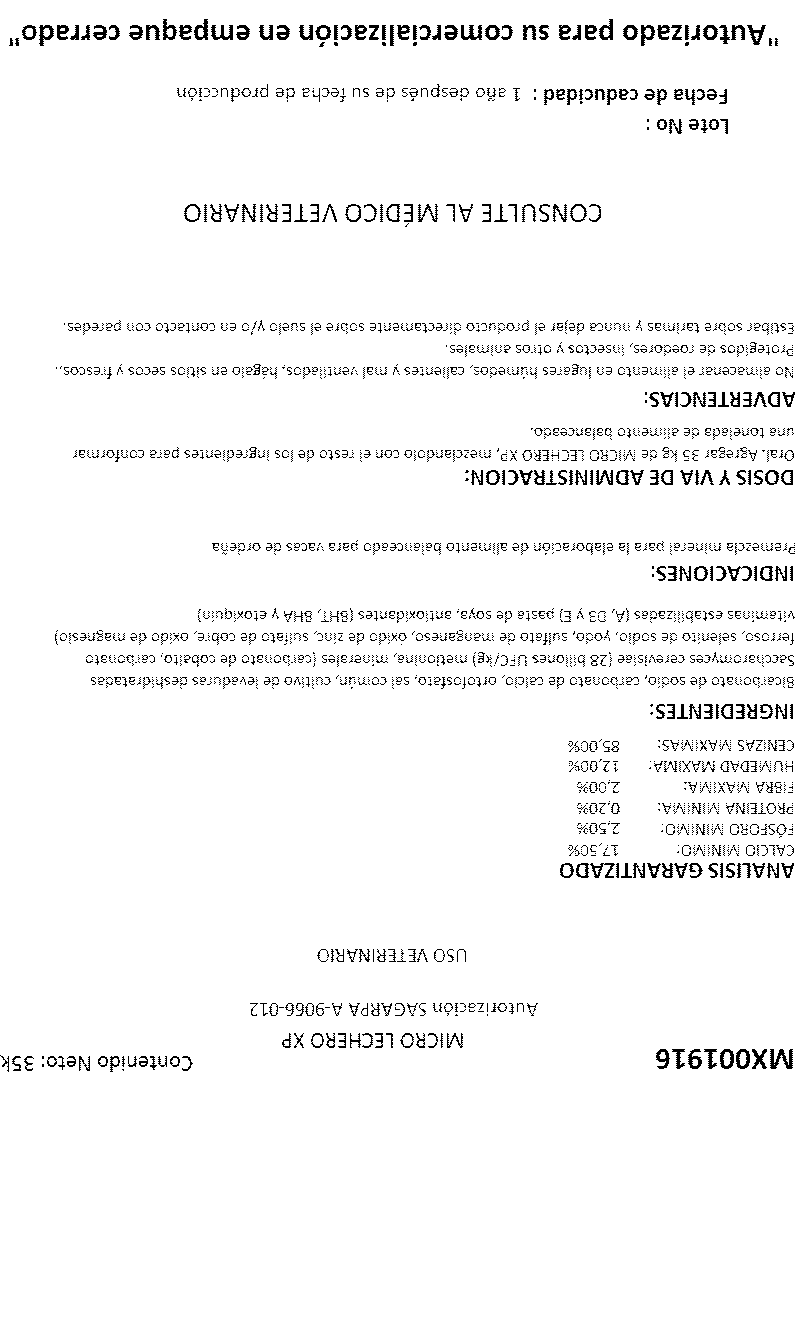 MX001916
Contenido Neto: 35k
MICRO LECHERO XP
Autorización SAGARPA A-9066-012
USO VETERINARIO
ANALISIS GARANTIZADO
CALCIO MINIMO: 17,50%
FÓSFORO MINIMO: 2,50%
PROTEINA MINIMA: 0,20%
FIBRA MAXIMA: 2,00%
HUMEDAD MAXIMA: 12,00%
CENIZAS MAXIMAS: 85,00%
INGREDIENTES:
Bicarbonato de sodio, carbonato de calcio, ortofosfato, sal común, cultivo de levaduras deshidratadas
Saccharomyces cerevisiae (28 billones UFC/kg) metionina, minerales (carbonato de cobalto, carbonato
ferroso, selenito de sodio, yodo, sulfato de manganeso, óxido de zinc, sulfato de cobre, óxido de magnesio)
vitaminas estabilizadas (A, D3 y E) pasta de soya, antioxidantes (BHT, BHA y etoxiquin)
INDICACIONES:
Premezcla mineral para la elaboración de alimento balanceado para vacas de ordeña
DOSIS Y VIA DE ADMINISTRACION:
Oral. Agregar 35 kg de MICRO LECHERO XP, mezclandolo con el resto de los ingredientes para conformar
una tonelada de alimento balanceado.
ADVERTENCIAS:
No almacenar el alimento en lugares húmedos, calientes y mal ventilados, hágalo en sitios secos y frescos..
Protegidos de roedores, insectos y otros animales.
Estibar sobre tarimas y nunca dejar el producto directamente sobre el suelo y/o en contacto con paredes.
CONSULTE AL MÉDICO VETERINARIO
Lote No :
Fecha de caducidad : 1 año después de su fecha de producción
"Autorizado para su comercialización en empaque cerrado"